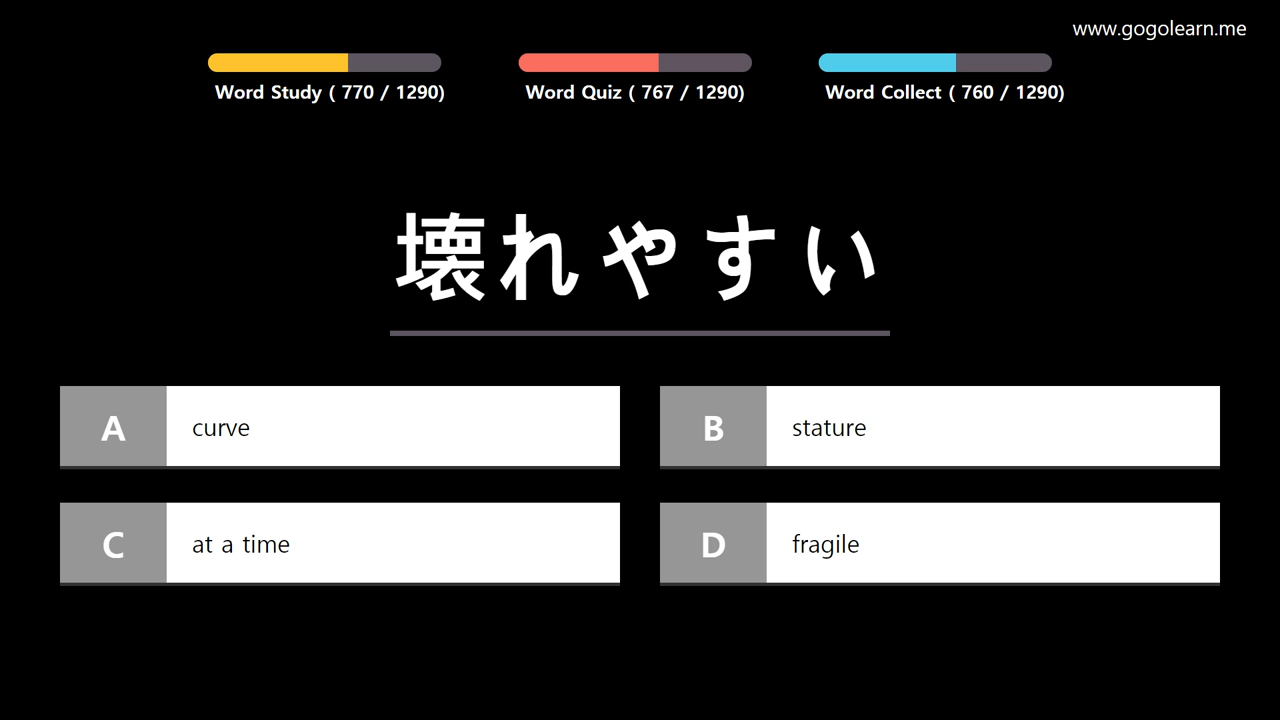 www.gogolearn.me
Word Study ( 770 / 1290)
Word Quiz ( 767 / 1290)
Word Collect ( 760 / 1290)
壊れやすい
A curve
B stature
C at a time
D fragile